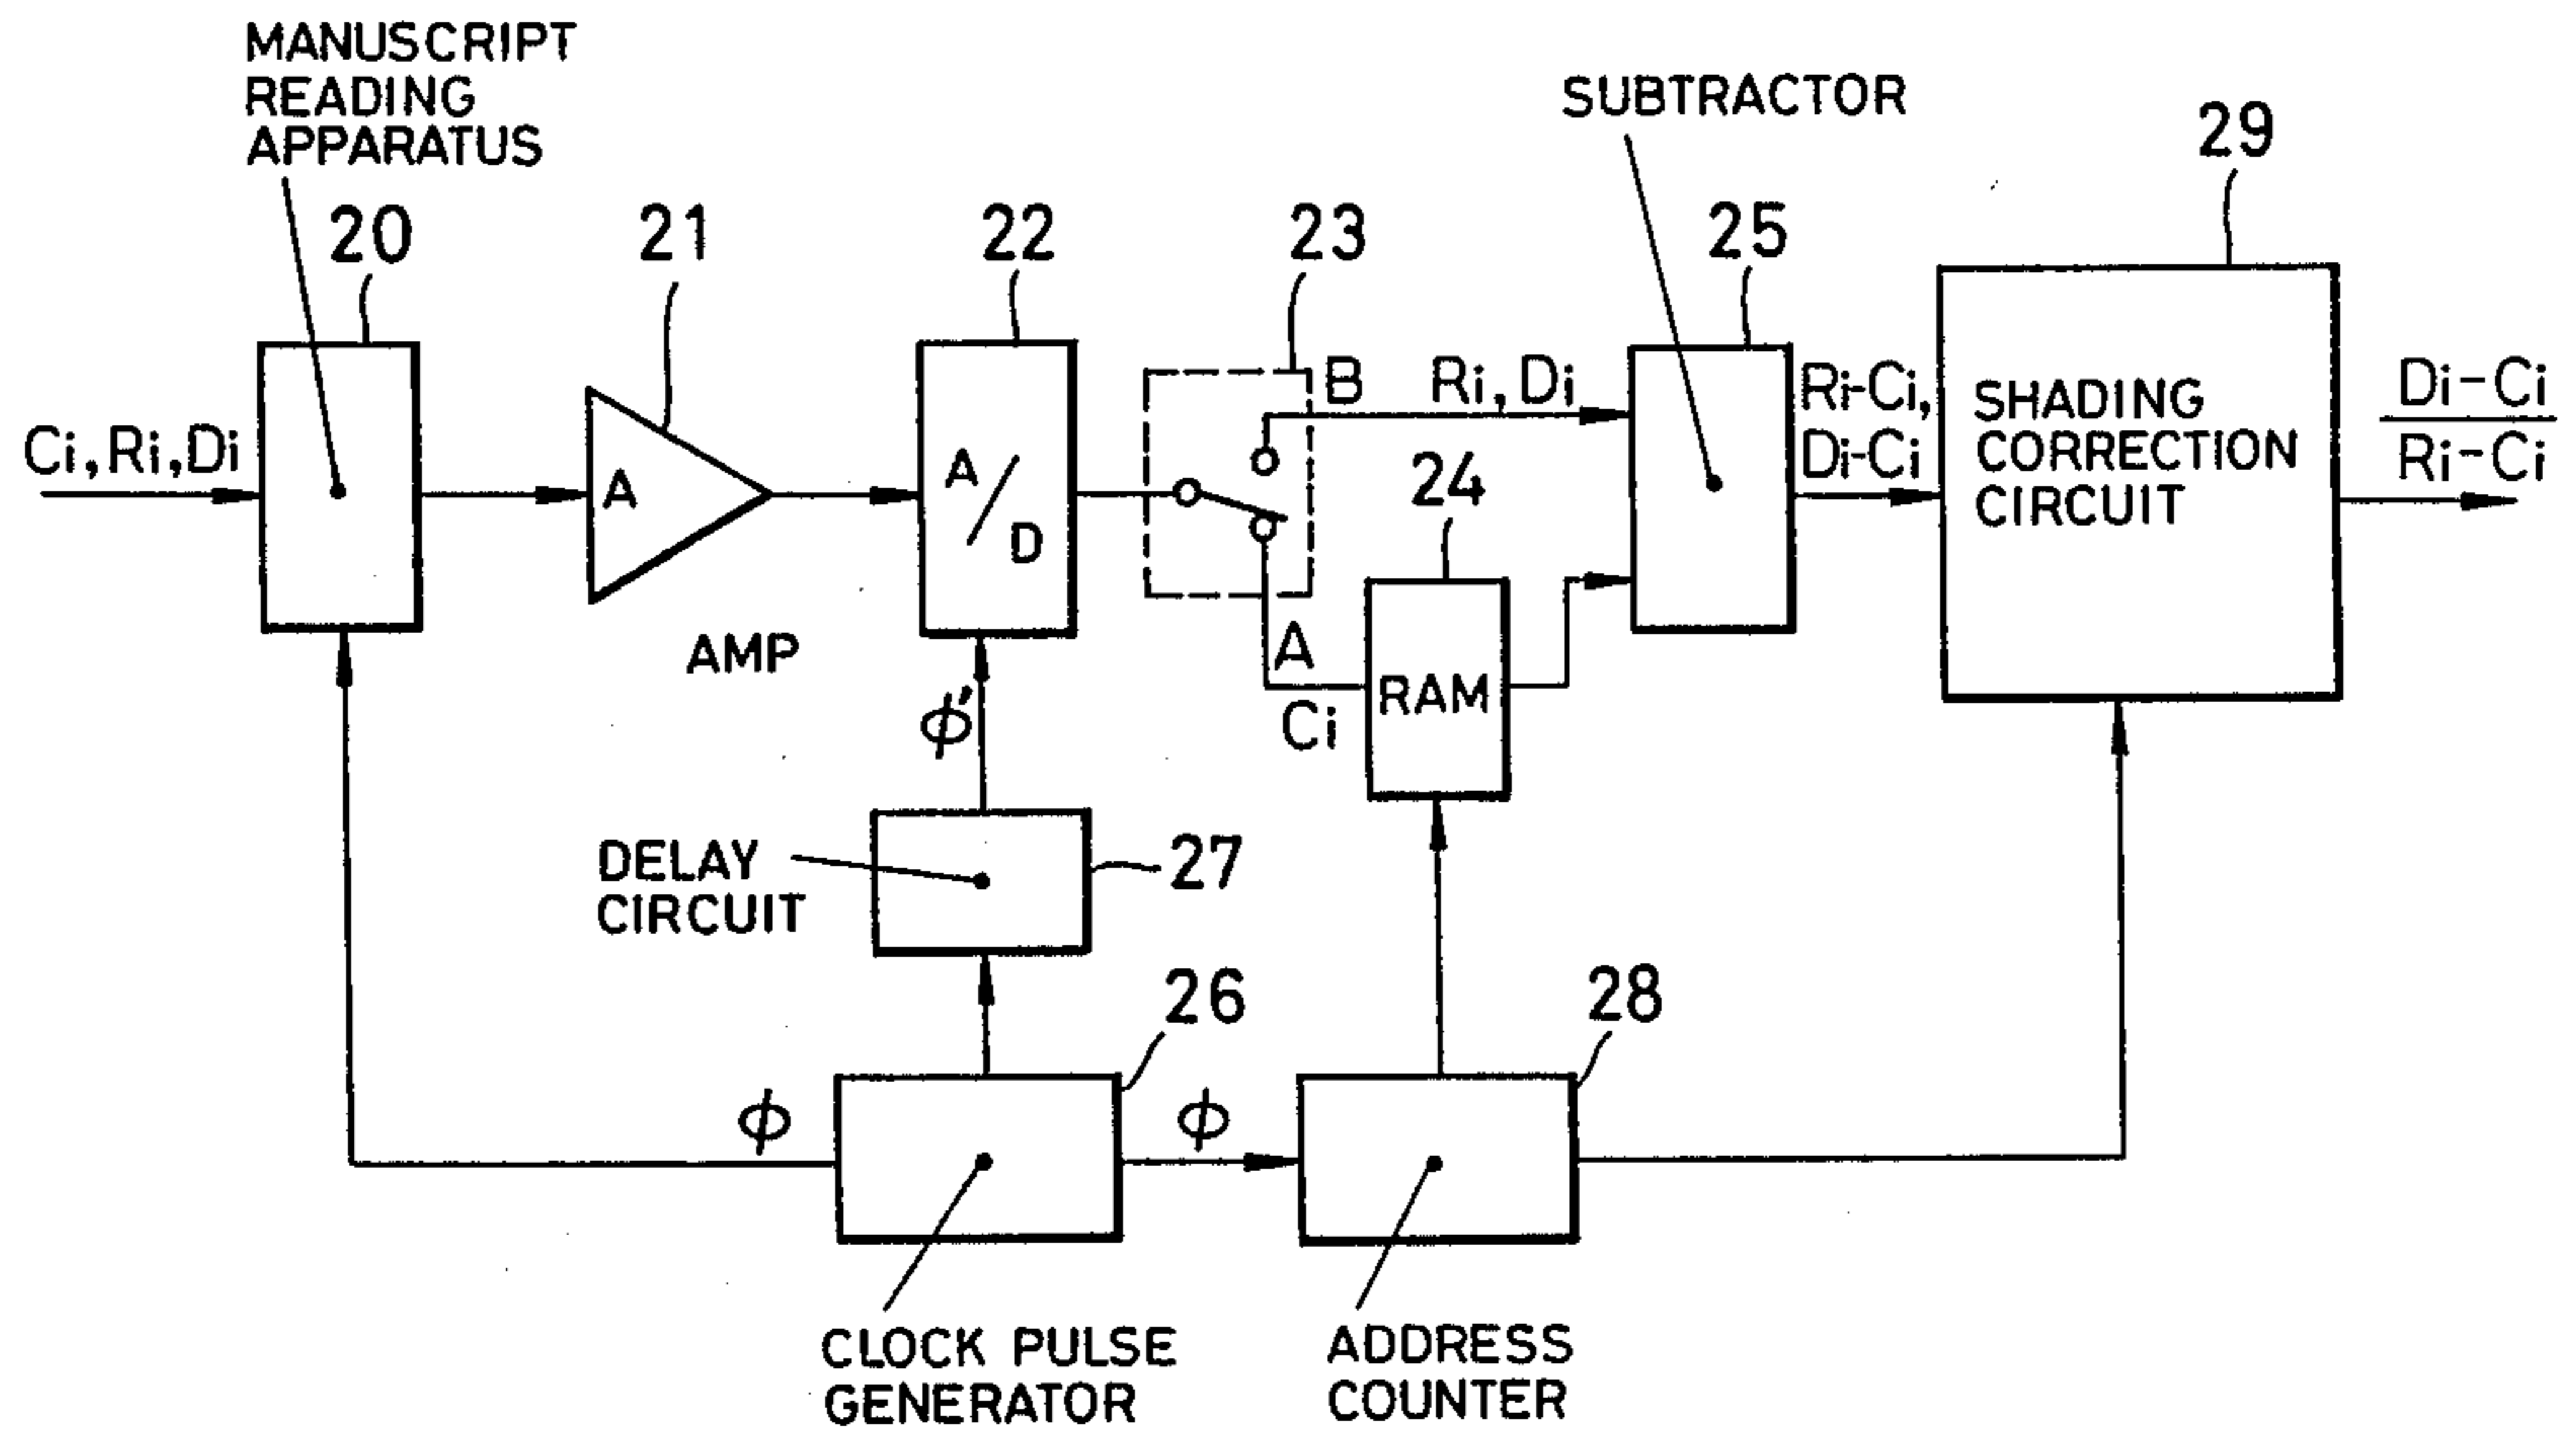 MANUSCRIPT
READING
APPARATUS
SUBTRACTOR
20
21
22
23
25
29
Ci, Ri, Di
A
A/D
B
Ri, Di
Ri-Ci,
Di-Ci
SHADING
CORRECTION
CIRCUIT
Di-Ci
Ri-Ci
24
AMP
A
Ci
RAM
ϕ'
DELAY
CIRCUIT
27
26
28
ϕ
ϕ
CLOCK PULSE
GENERATOR
ADDRESS
COUNTER